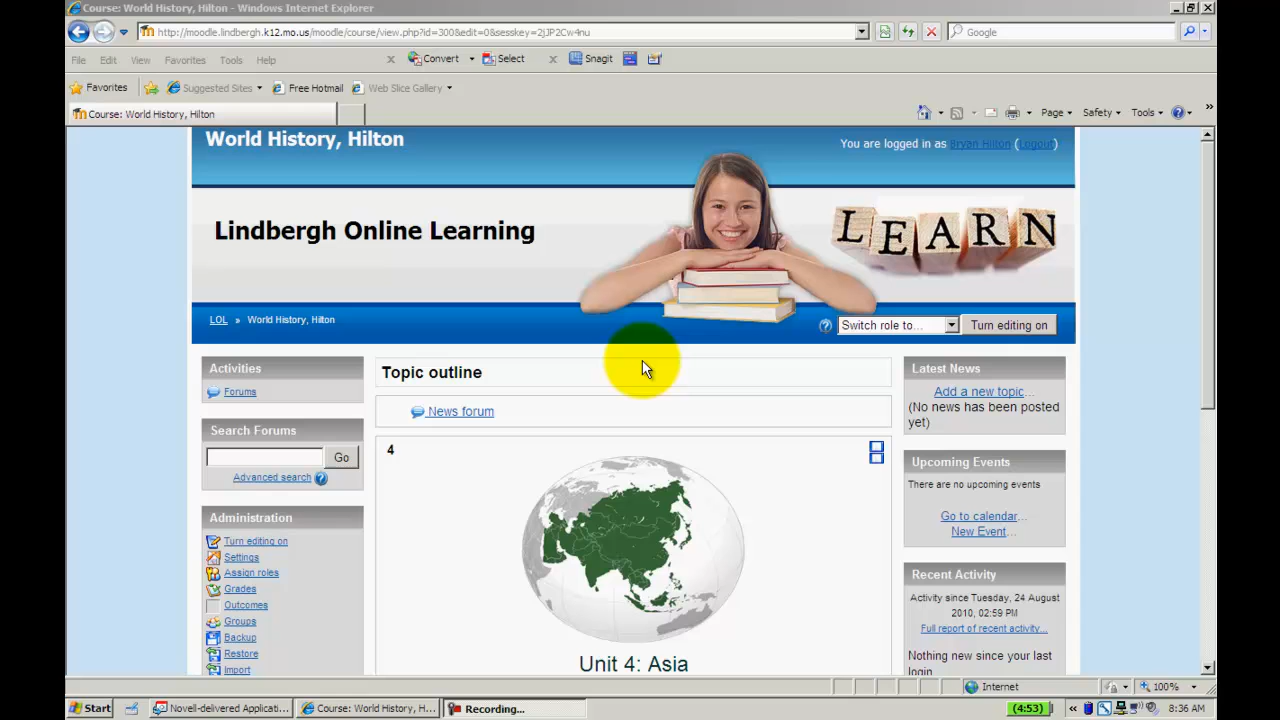 Course: World History, Hilton - Windows Internet Explorer
http://moodle.lindbergh.k12.mo.us/moodle/course/view.php?id=300&edit=0&sesskey=2jJP2Cw4nu
Google
File Edit View Favorites Tools Help
x Convert Select
x Snagit
Favorites Suggested Sites Free Hotmail Web Slice Gallery
Course: World History, Hilton
Page Safety Tools
World History, Hilton
You are logged in as Bryan Hilton (Logout)
Lindbergh Online Learning
LEARN
LOL » World History, Hilton
Switch role to...
Turn editing on
Activities
Forums
Search Forums
Go
Advanced search
Administration
Turn editing on
Settings
Assign roles
Grades
Outcomes
Groups
Backup
Restore
Import
Topic outline
News forum
4
Unit 4: Asia
Latest News
Add a new topic...
(No news has been posted
yet)
Upcoming Events
There are no upcoming events
Go to calendar...
New Event...
Recent Activity
Activity since Tuesday, 24 August
2010, 02:59 PM
Full report of recent activity...
Nothing new since your last
login
Internet
100%
Start
Novell-delivered Applicati...
Course: World History, H...
Recording...
(4:53)
«
8:36 AM